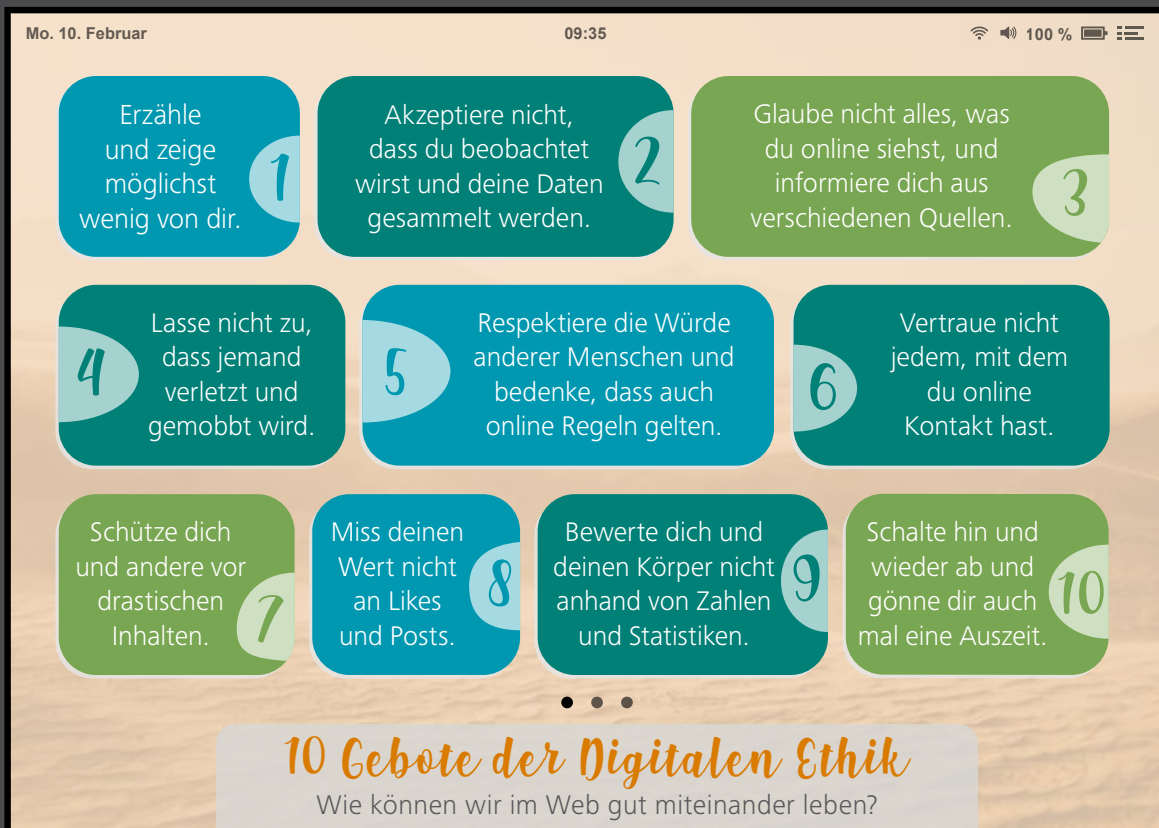 Mo. 10. Februar
09:35
100 %
Erzähle
und zeige
möglichst
wenig von dir.
1
Akzeptiere nicht,
dass du beobachtet
wirst und deine Daten
gesammelt werden.
2
Glaube nicht alles, was
du online siehst, und
informiere dich aus
verschiedenen Quellen.
3
4
Lasse nicht zu,
dass jemand
verletzt und
gemobbt wird.
5
Respektiere die Würde
anderer Menschen und
bedenke, dass auch
online Regeln gelten.
6
Vertraue nicht
jedem, mit dem
du online
Kontakt hast.
Schütze dich
und andere vor
drastischen
Inhalten.
7
Miss deinen
Wert nicht
an Likes
und Posts.
8
Bewerte dich und
deinen Körper nicht
anhand von Zahlen
und Statistiken.
9
Schalte hin und
wieder ab und
gönne dir auch
mal eine Auszeit.
10
10 Gebote der Digitalen Ethik
Wie können wir im Web gut miteinander leben?